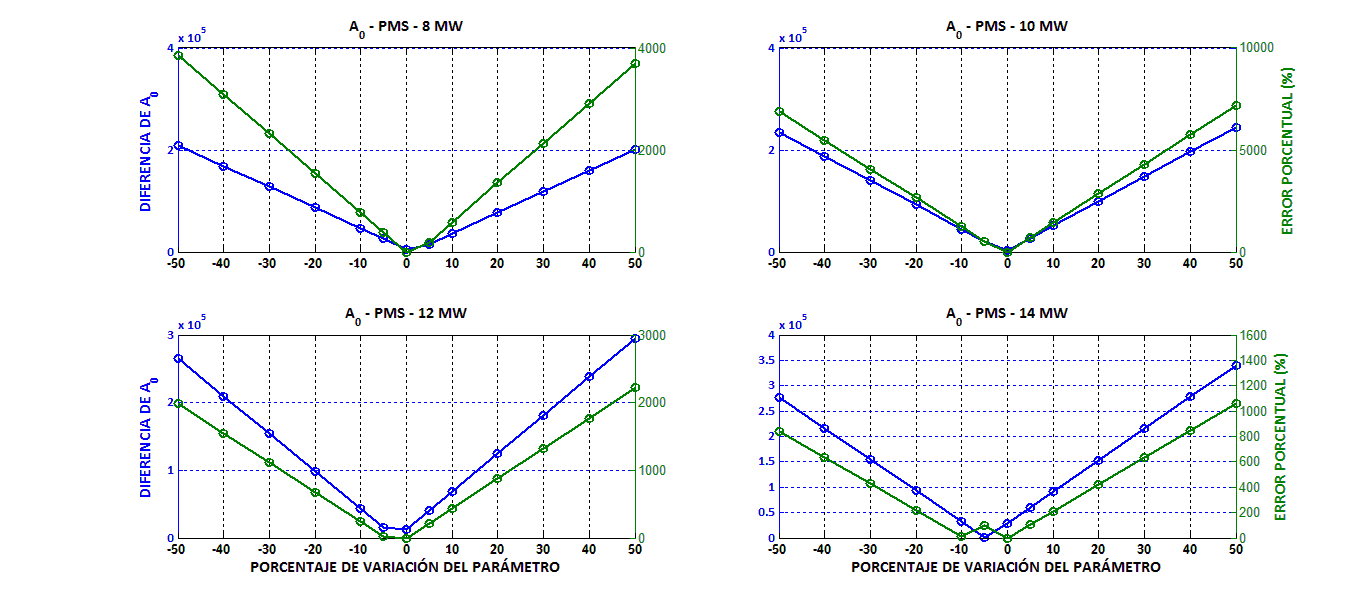 A0 - PMS - 8 MW
x 10^5
DIFERENCIA DE A0
4
2
0
4000
2000
0
-50 -40 -30 -20 -10 0 10 20 30 40 50
A0 - PMS - 10 MW
x 10^5
4
2
0
10000
5000
0
ERROR PORCENTUAL (%)
-50 -40 -30 -20 -10 0 10 20 30 40 50
A0 - PMS - 12 MW
x 10^5
DIFERENCIA DE A0
3
2
1
0
3000
2000
1000
0
-50 -40 -30 -20 -10 0 10 20 30 40 50
PORCENTAJE DE VARIACIÓN DEL PARÁMETRO
A0 - PMS - 14 MW
x 10^5
4
3.5
3
2.5
2
1.5
1
0.5
0
1600
1400
1200
1000
800
600
400
200
0
ERROR PORCENTUAL (%)
-50 -40 -30 -20 -10 0 10 20 30 40 50
PORCENTAJE DE VARIACIÓN DEL PARÁMETRO